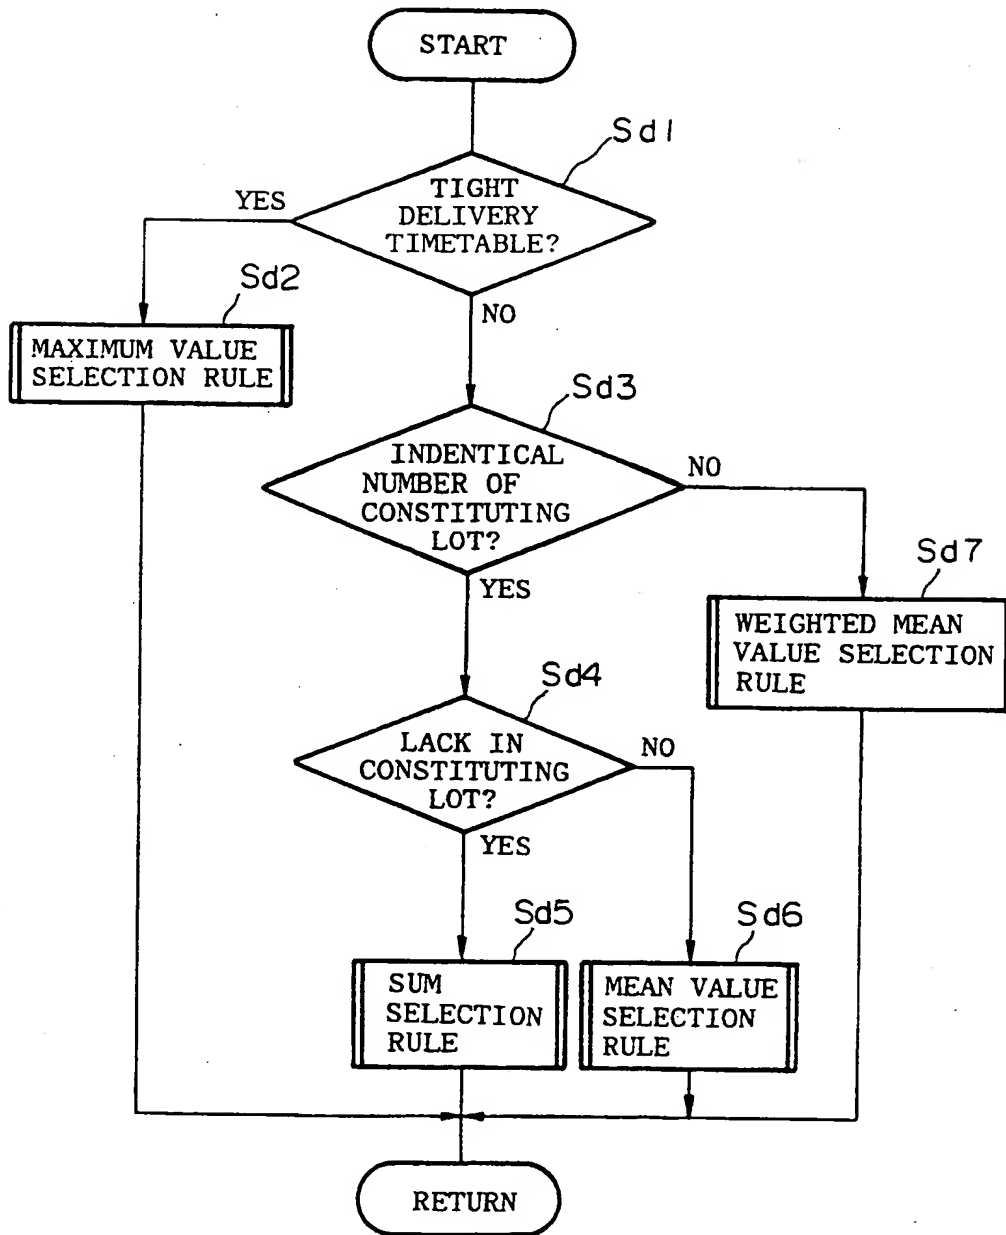 START
Sd1
TIGHT
DELIVERY
TIMETABLE?
YES
NO
Sd2
MAXIMUM VALUE
SELECTION RULE
Sd3
INDENTICAL
NUMBER OF
CONSTITUTING
LOT?
NO
YES
Sd7
WEIGHTED MEAN
VALUE SELECTION
RULE
Sd4
LACK IN
CONSTITUTING
LOT?
NO
YES
Sd5
SUM
SELECTION
RULE
Sd6
MEAN VALUE
SELECTION
RULE
RETURN